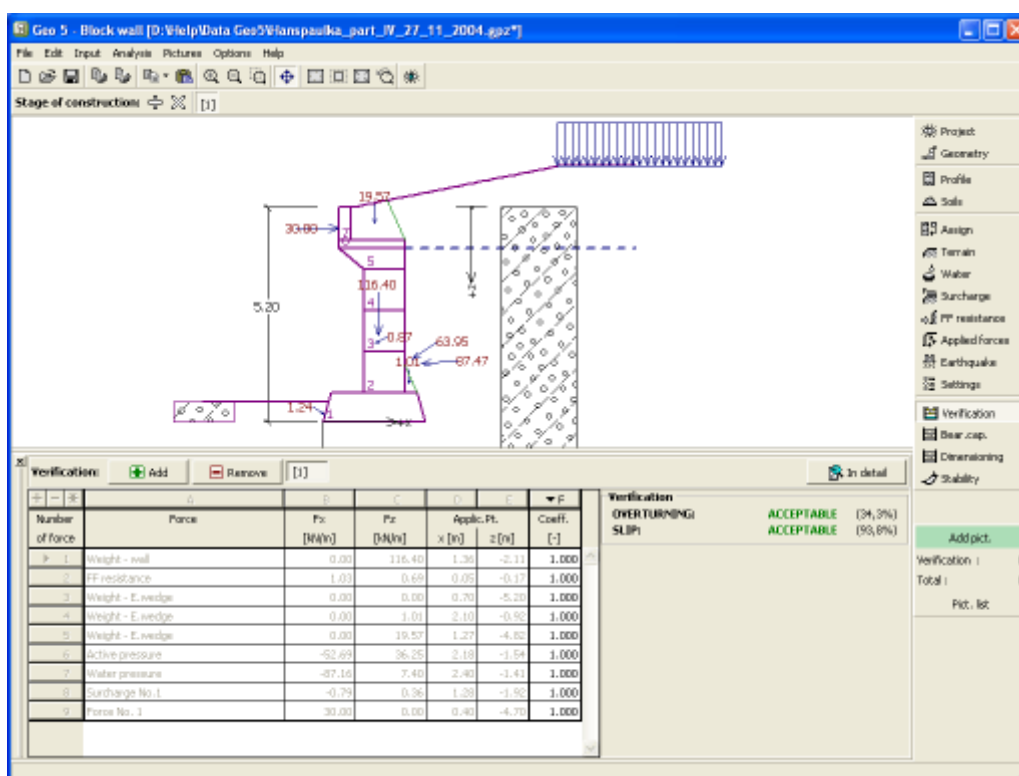 Geo 5 - Block wall [D:\Help\Data Geo5\Hanspaulka_part_IV_27_11_2004.gpz*]
File Edit Input Analysis Pictures Options Help
Stage of construction: [1]
Project
Geometry
Profile
Soils
Assign
Terrain
Water
Surcharge
FF resistance
Applied forces
Earthquake
Settings
Verification
Bear.cap.
Dimensioning
Stability
Add pict.
Verification :
Total :
Pict. list
19.57
30.00
+z
5
116.40
5.20
4
3
0.87
63.95
1.01
87.47
2
1.24
1
+x
Verification: Add Remove [1] In detail
+ - * A B C D E ▼ F
Number Force Fx Fz Applic.Pt. Coeff.
of force [kN/m] [kN/m] x [m] z [m] [-]
1 Weight - wall 0.00 116.40 1.36 -2.11 1.000
2 FF resistance 1.03 0.69 0.05 -0.17 1.000
3 Weight - E.wedge 0.00 0.00 0.70 -5.20 1.000
4 Weight - E.wedge 0.00 1.01 2.10 -0.92 1.000
5 Weight - E.wedge 0.00 19.57 1.27 -4.82 1.000
6 Active pressure -52.69 36.25 2.18 -1.54 1.000
7 Water pressure -87.16 7.40 2.40 -1.41 1.000
8 Surcharge No.1 -0.79 0.36 1.28 -1.92 1.000
9 Force No. 1 30.00 0.00 0.40 -4.70 1.000
Verification
OVERTURNING: ACCEPTABLE (34,3%)
SLIP: ACCEPTABLE (93,8%)